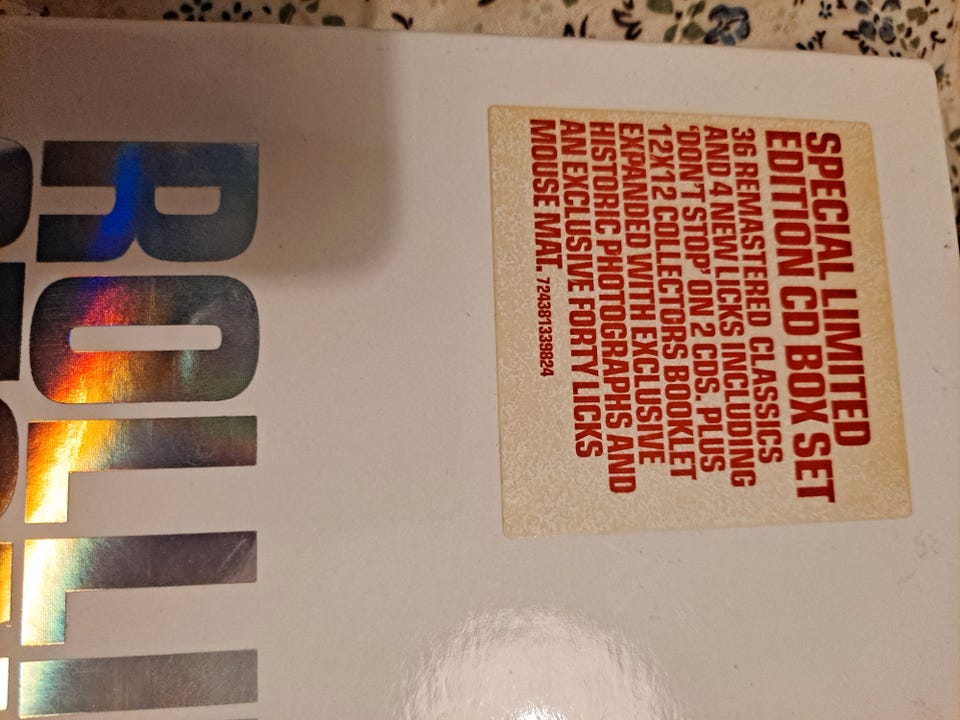 SPECIAL LIMITED
EDITION CD BOX SET
36 REMASTERED CLASSICS
AND 4 NEW LICKS INCLUDING
'DON'T STOP' ON 2 CDS. PLUS
12X12 COLLECTORS BOOKLET
EXPANDED WITH EXCLUSIVE
HISTORIC PHOTOGRAPHS AND
AN EXCLUSIVE FORTY LICKS
MOUSE MAT. 724381339824
ROLLI